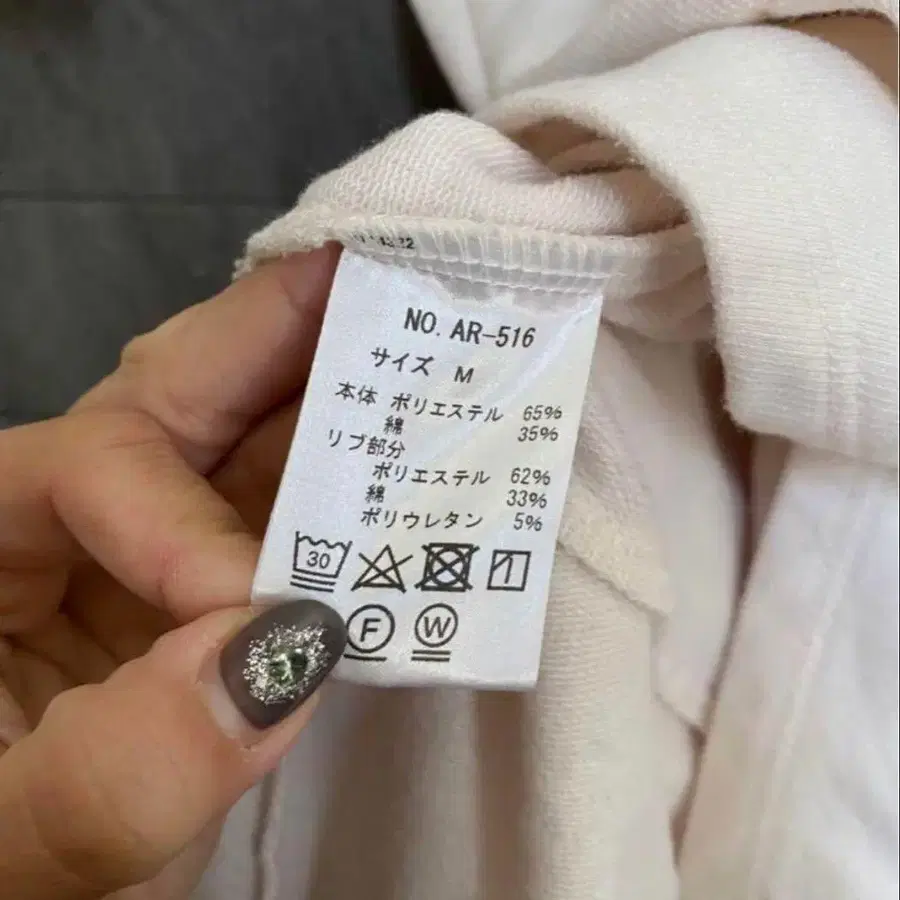 NO. AR-516
サイズ M
本体 ポリエステル 65%
綿 35%
リブ部分
ポリエステル 62%
綿 33%
ポリウレタン 5%
30
F W